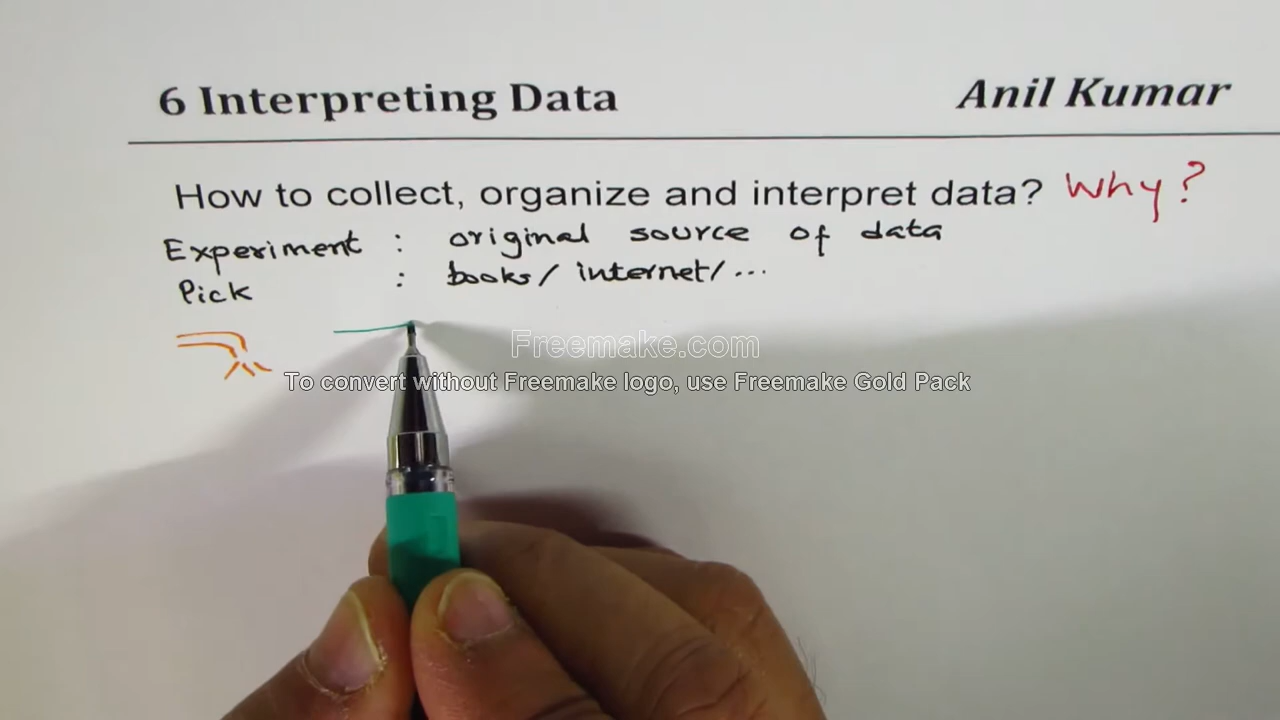 6 Interpreting Data Anil Kumar
How to collect, organize and interpret data? Why?
Experiment : original source of data
Pick : books/ internet/...
Freemake.com
To convert without Freemake logo, use Freemake Gold Pack